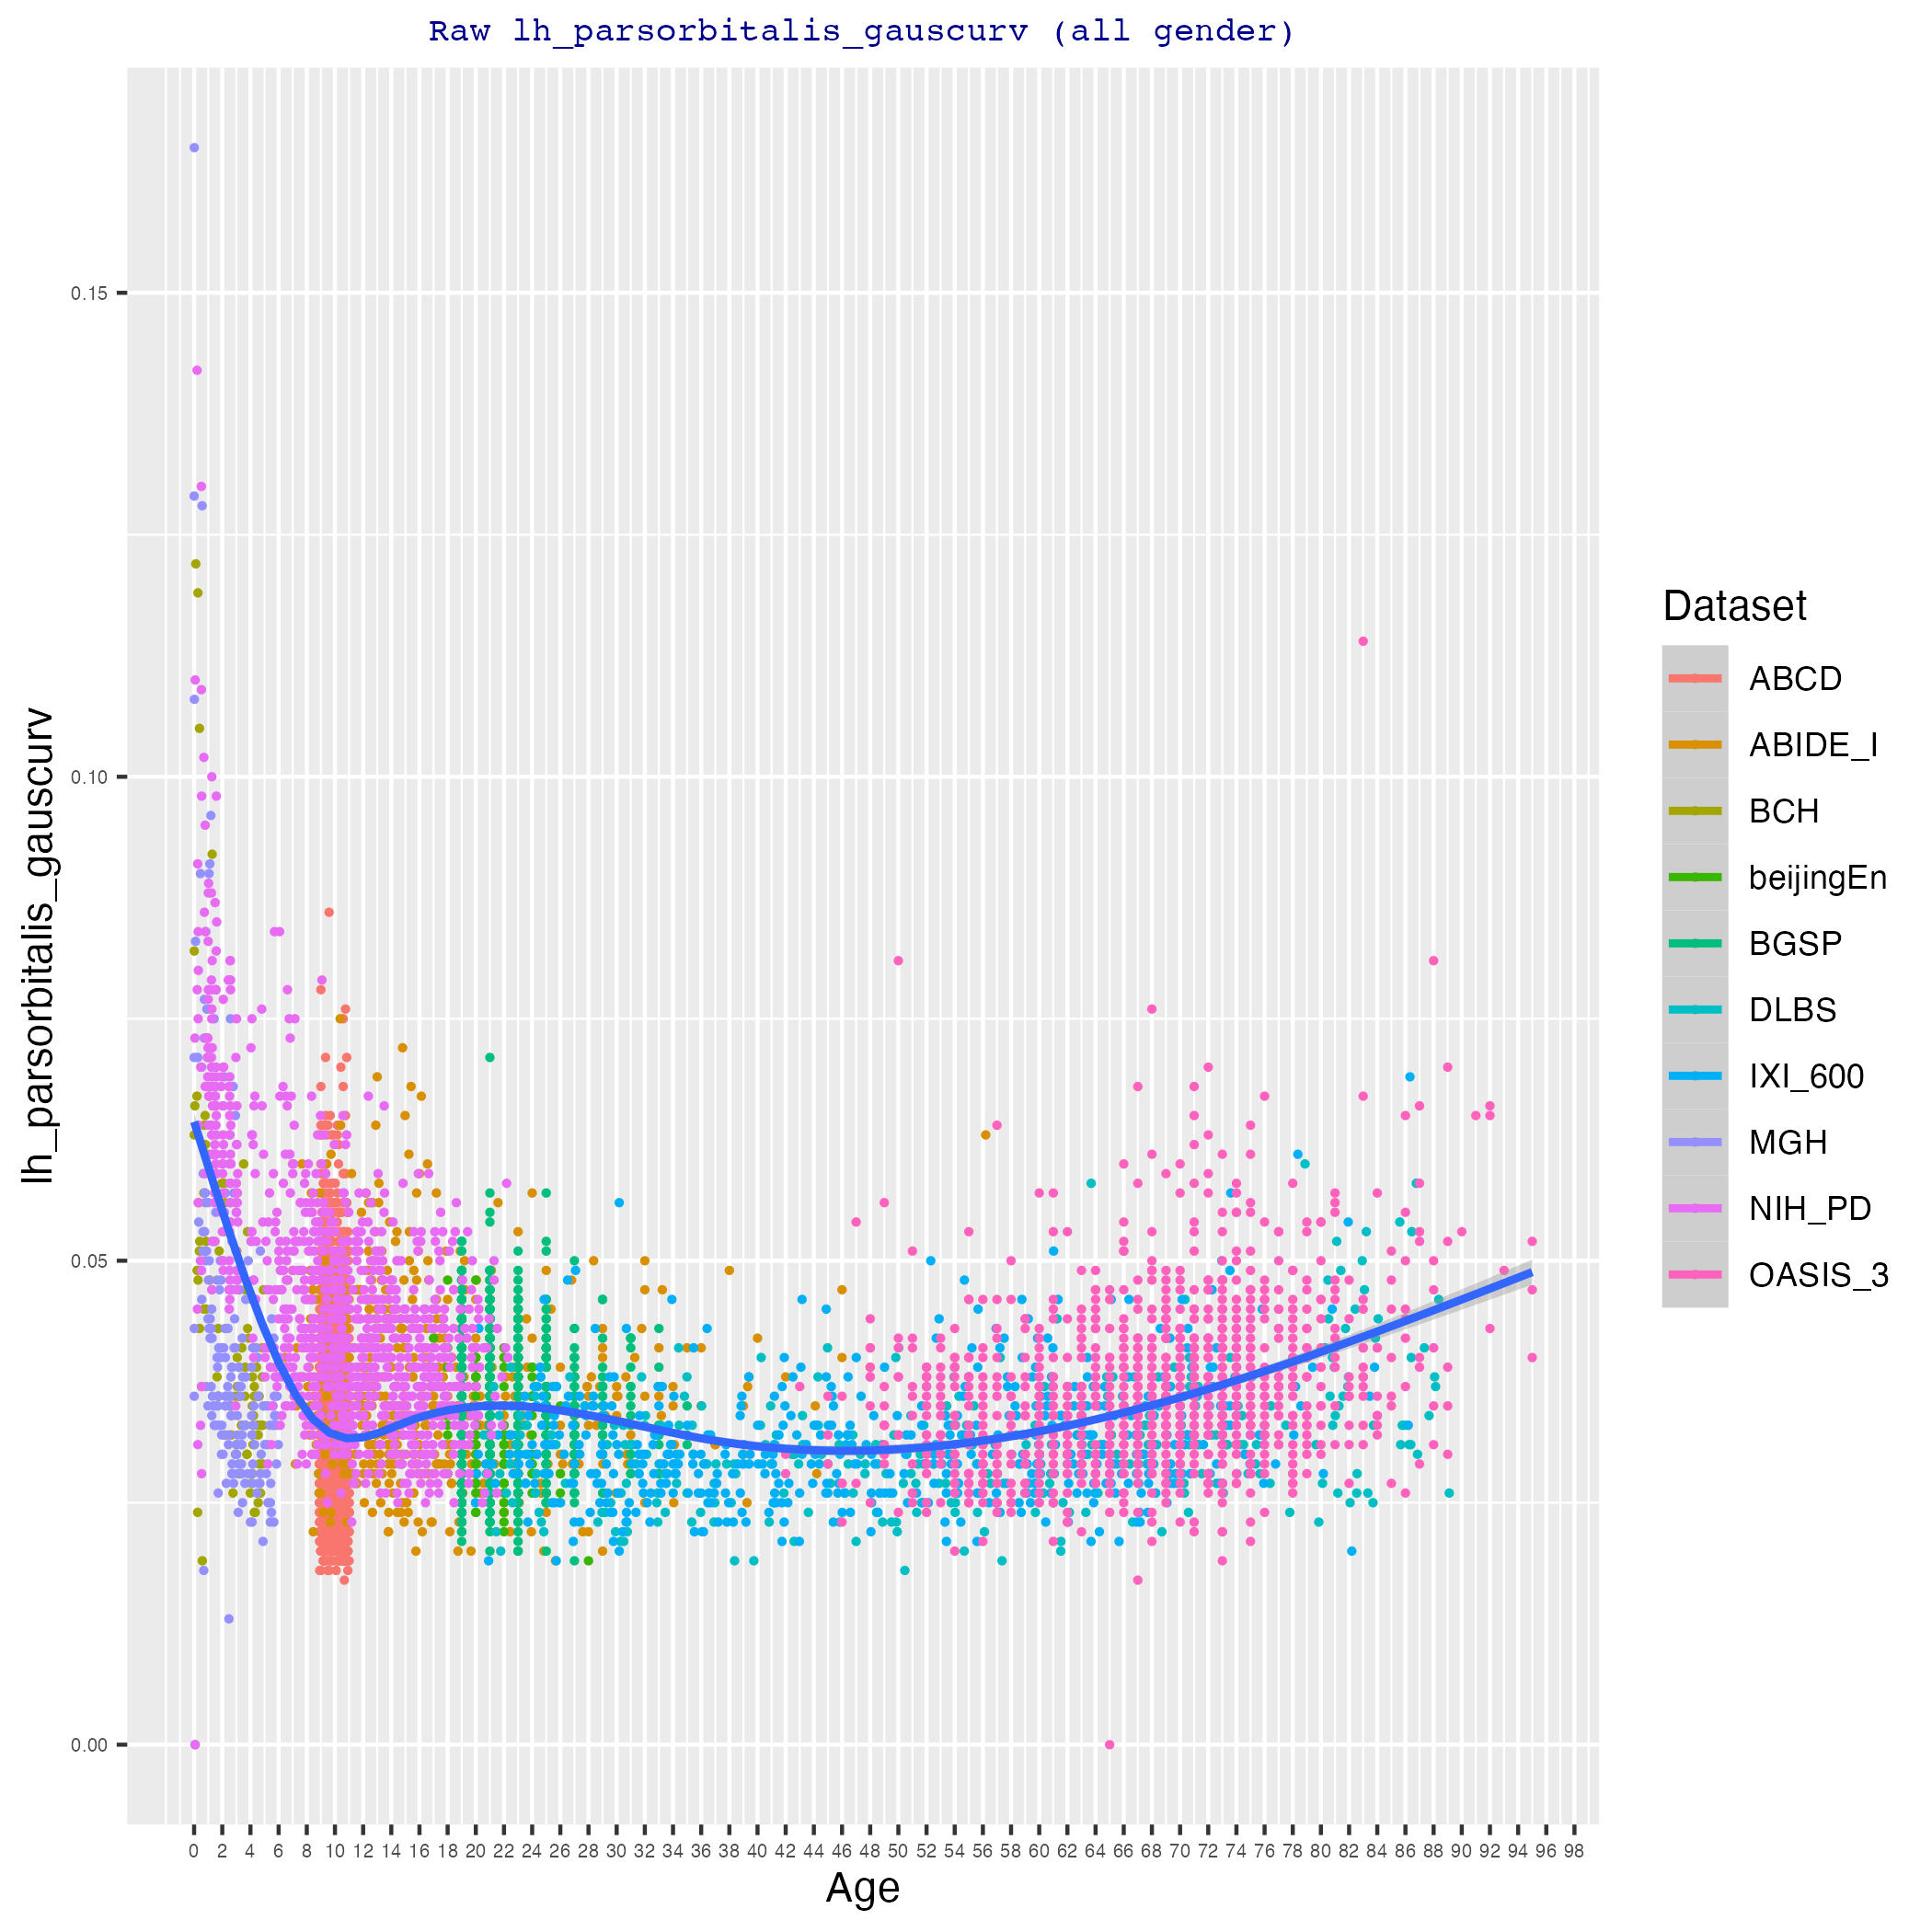 Raw lh_parsorbitalis_gauscurv (all gender)
lh_parsorbitalis_gauscurv
0.15
0.10
0.05
0.00
0 2 4 6 8 10 12 14 16 18 20 22 24 26 28 30 32 34 36 38 40 42 44 46 48 50 52 54 56 58 60 62 64 66 68 70 72 74 76 78 80 82 84 86 88 90 92 94 96 98
Age
Dataset
ABCD
ABIDE_I
BCH
beijingEn
BGSP
DLBS
IXI_600
MGH
NIH_PD
OASIS_3